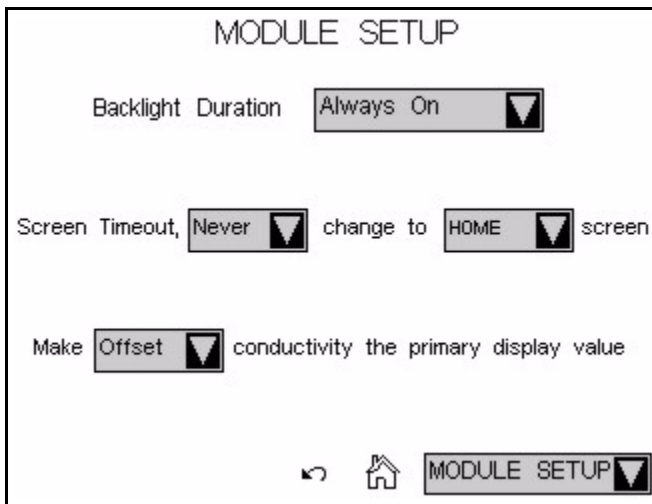 MODULE SETUP
Backlight Duration Always On
Screen Timeout, Never change to HOME screen
Make Offset conductivity the primary display value
MODULE SETUP